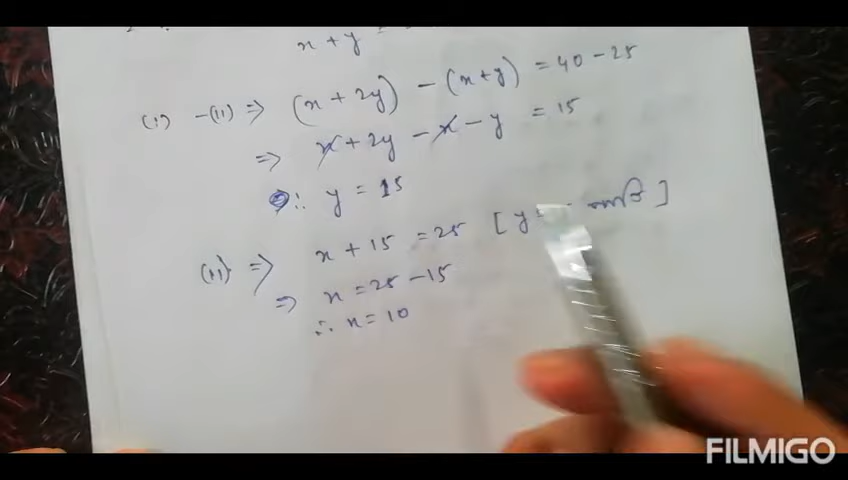 x + y =
(i) -(ii) ⇒ (x + 2y) - (x + y) = 40 - 25
⇒ x + 2y - x - y = 15
∴ y = 15
(ii) ⇒ x + 15 = 25 [ y = ]
⇒ x = 25 - 15
∴ x = 10
FILMIGO